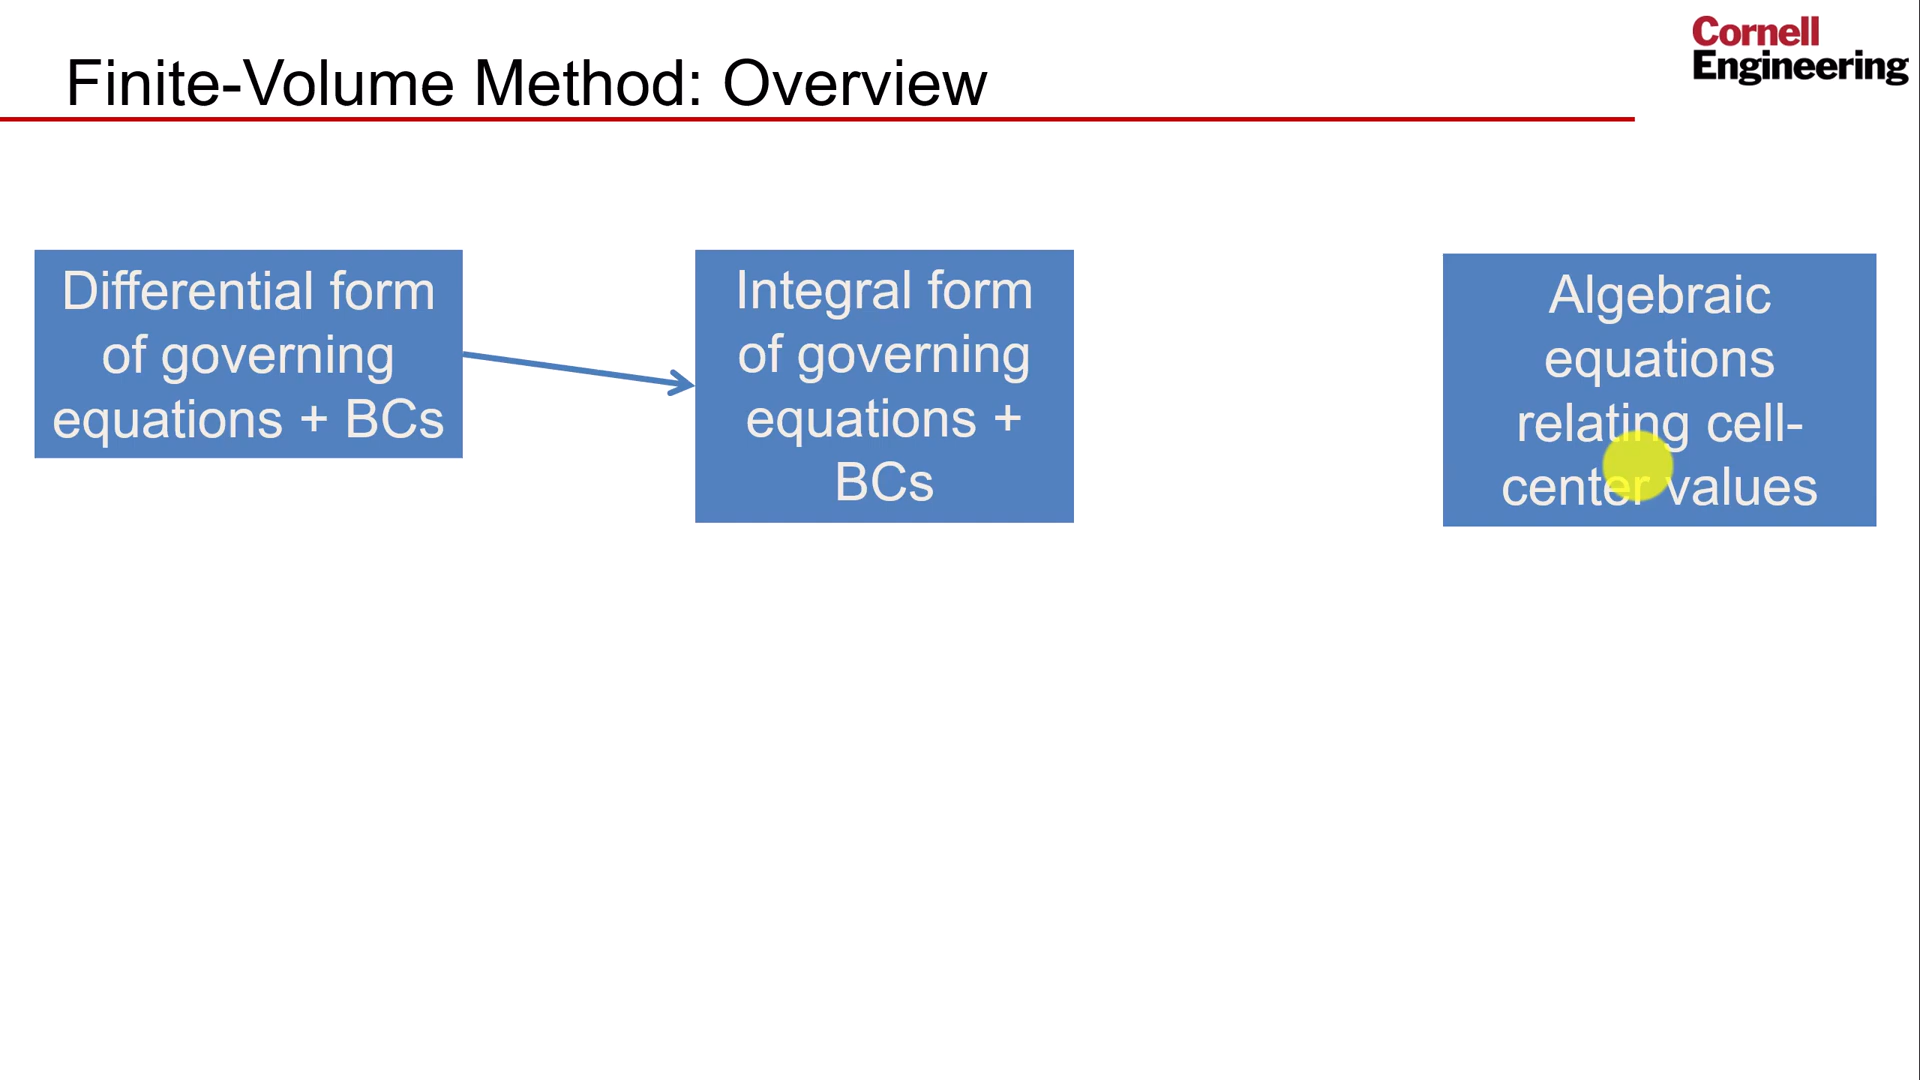 Finite-Volume Method: Overview
Cornell
Engineering
Differential form
of governing
equations + BCs
Integral form
of governing
equations +
BCs
Algebraic
equations
relating cell-
center values